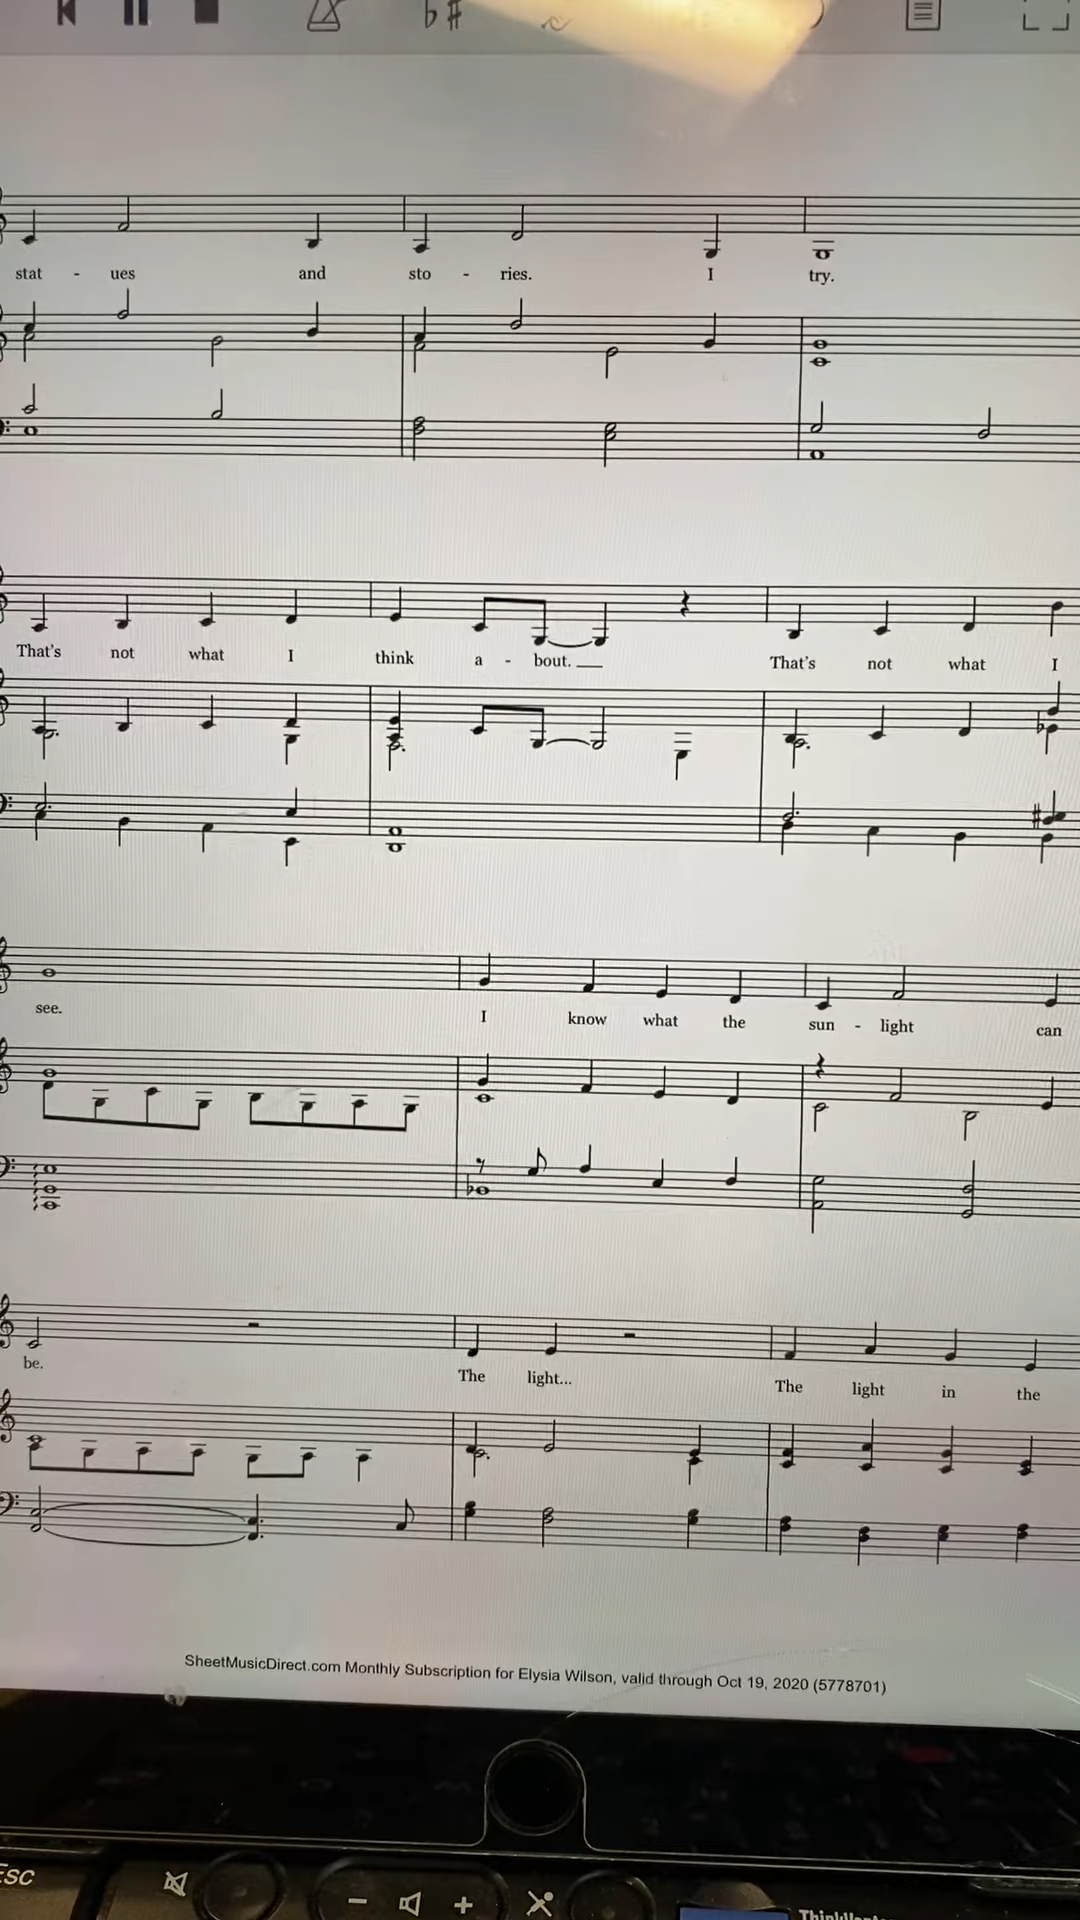 stat - ues and sto - ries. I try.
That's not what I think a - bout. That's not what I
see. I know what the sun - light can
be. The light... The light in the
SheetMusicDirect.com Monthly Subscription for Elysia Wilson, valid through Oct 19, 2020 (5778701)
ESC